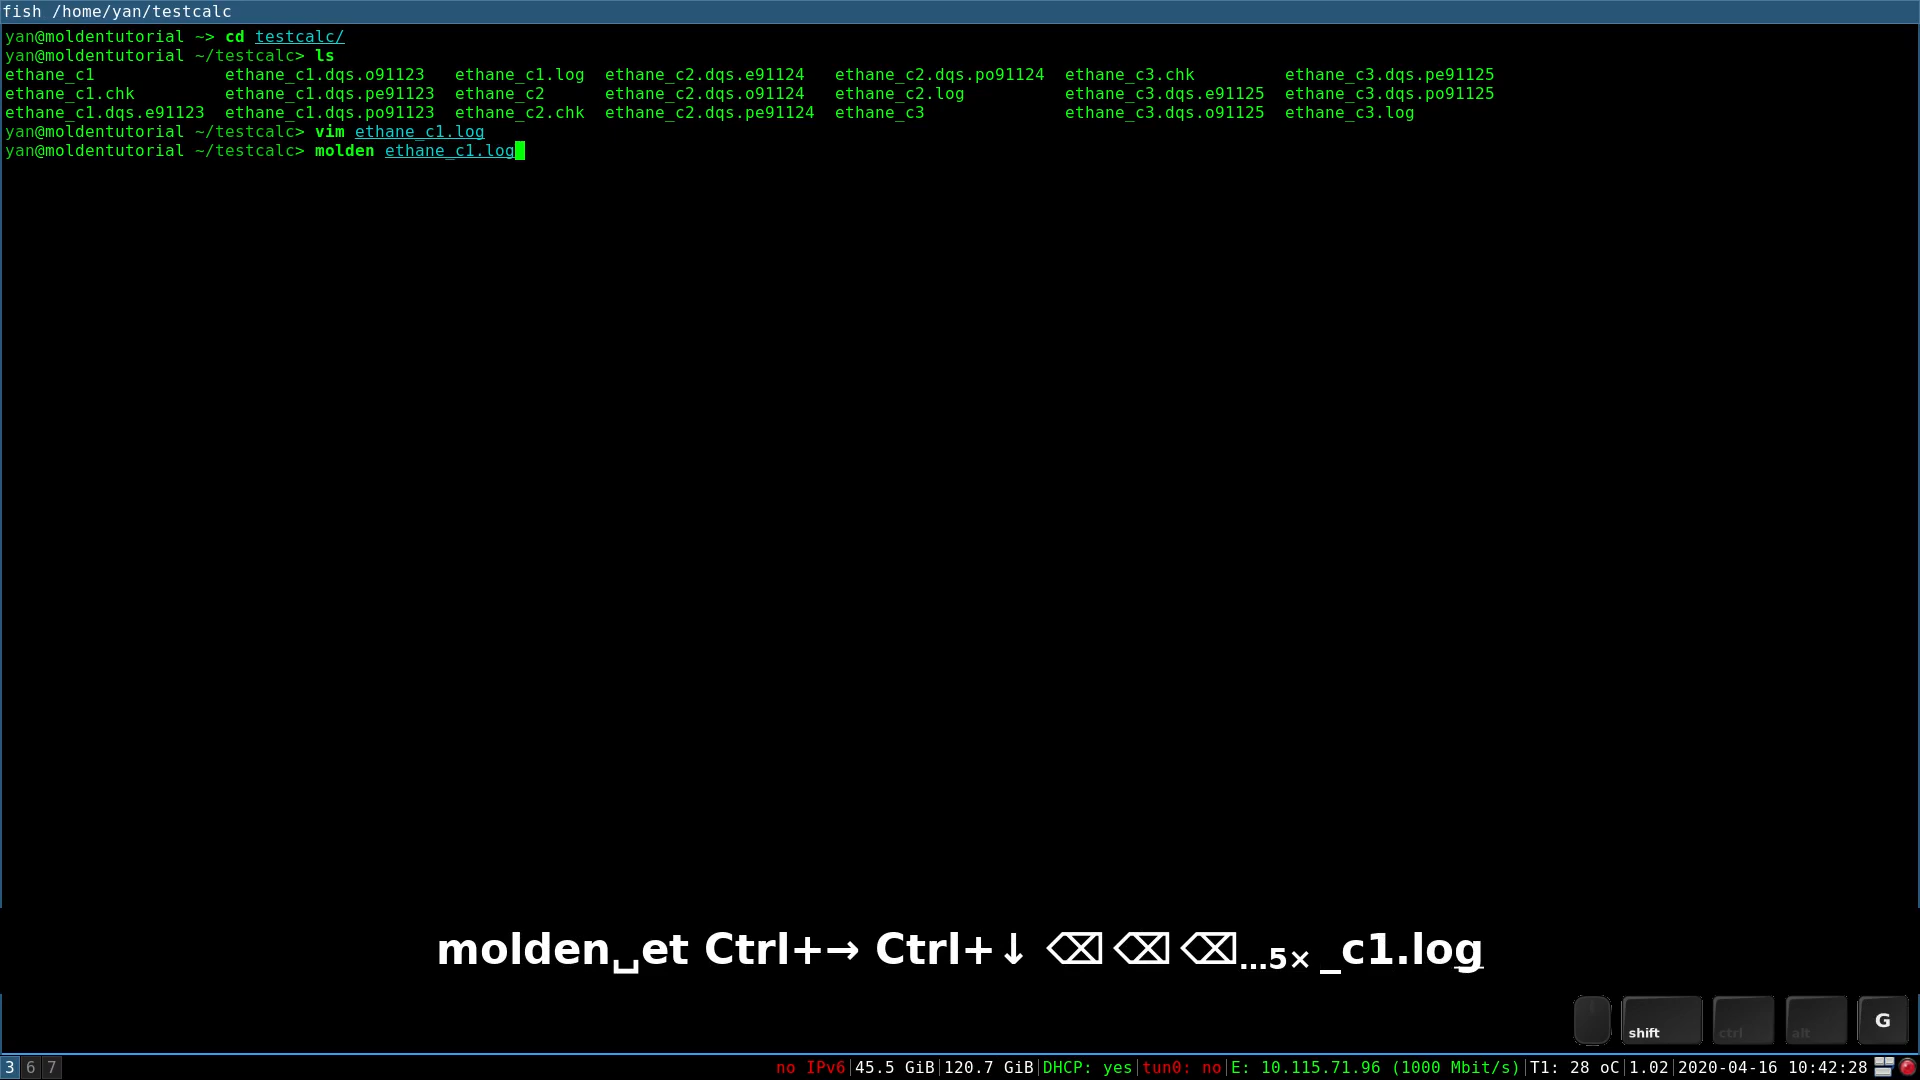 fish /home/yan/testcalc
yan@moldentutorial ~> cd testcalc/
yan@moldentutorial ~/testcalc> ls
ethane_c1 ethane_c1.dqs.o91123 ethane_c1.log ethane_c2.dqs.e91124 ethane_c2.dqs.po91124 ethane_c3.chk ethane_c3.dqs.pe91125
ethane_c1.chk ethane_c1.dqs.pe91123 ethane_c2 ethane_c2.dqs.o91124 ethane_c2.log ethane_c3.dqs.e91125 ethane_c3.dqs.po91125
ethane_c1.dqs.e91123 ethane_c1.dqs.po91123 ethane_c2.chk ethane_c2.dqs.pe91124 ethane_c3 ethane_c3.dqs.o91125 ethane_c3.log
yan@moldentutorial ~/testcalc> vim ethane_c1.log
yan@moldentutorial ~/testcalc> molden ethane_c1.log
molden␣et Ctrl+→ Ctrl+↓ ⌫⌫⌫…5× _c1.log
shift ctrl alt G
3 6 7 no IPv6|45.5 GiB|120.7 GiB|DHCP: yes|tun0: no|E: 10.115.71.96 (1000 Mbit/s)|T1: 28 oC|1.02|2020-04-16 10:42:28